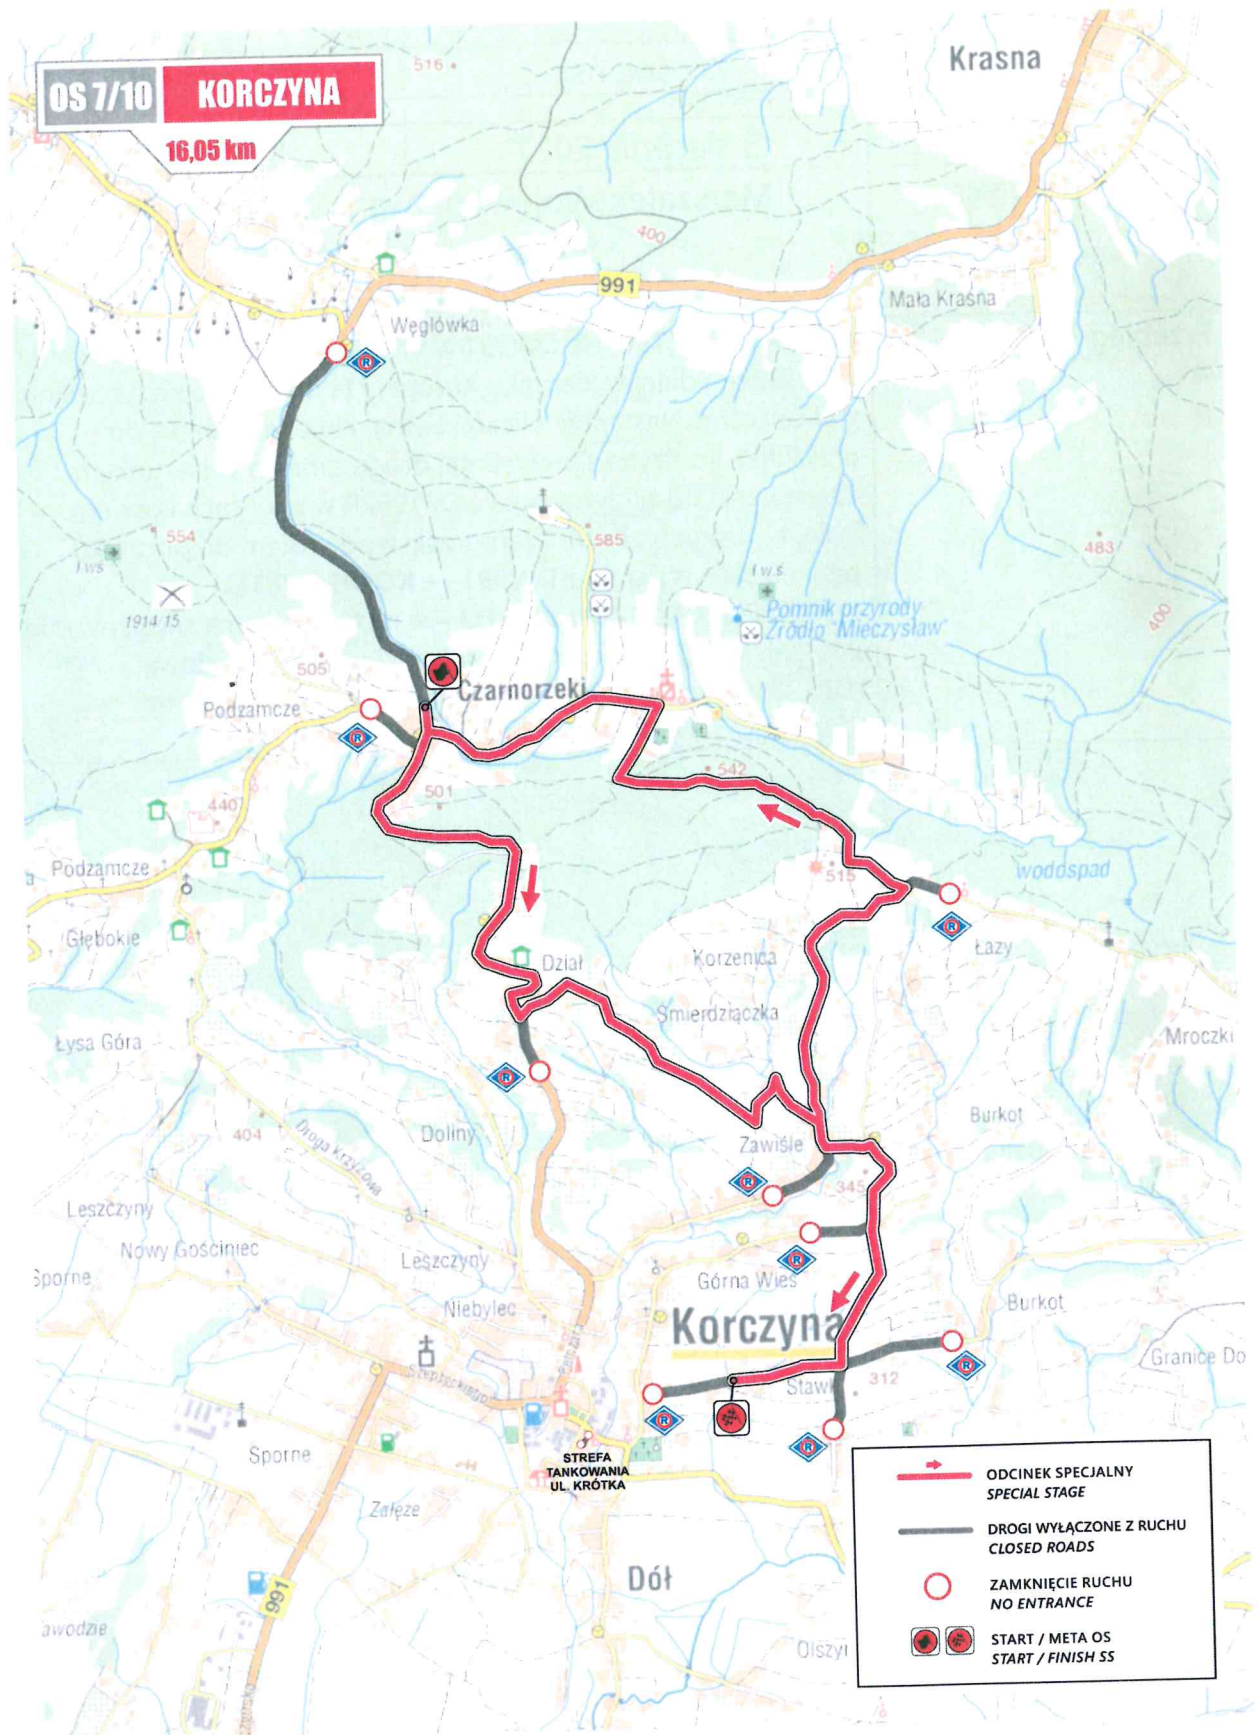 OS 7/10
KORCZYNA
16,05 km
516
Krasna
400
991
Mała Krasna
Węglówka
554
585
483
I w.s.
1914-15
I w.s.
Pomnik przyrody
Źródło "Mieczysław"
400
505
Czarnorzeki
Podzamcze
542
501
440
Podzamcze
515
wodospad
Głębokie
Dział
Korzenica
Łazy
Śmierdziączka
Łysa Góra
Mroczki
404
Droga krzyżowa
Doliny
Zawiśle
Burkot
345
Leszczyny
Nowy Gościniec
Leszczyny
Sporne
Górna Wieś
Niebylec
Korczyna
Burkot
Granice Do
Szeptyckiego
Stawy
312
Sporne
STREFA
TANKOWANIA
UL. KRÓTKA
Załęże
Dół
991
awodzie
Olszyn
ODCINEK SPECJALNY
SPECIAL STAGE
DROGI WYŁĄCZONE Z RUCHU
CLOSED ROADS
ZAMKNIĘCIE RUCHU
NO ENTRANCE
START / META OS
START / FINISH SS